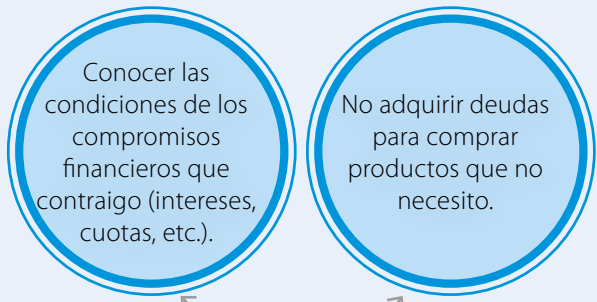 Conocer las
condiciones de los
compromisos
financieros que
contraigo (intereses,
cuotas, etc.).
No adquirir deudas
para comprar
productos que no
necesito.